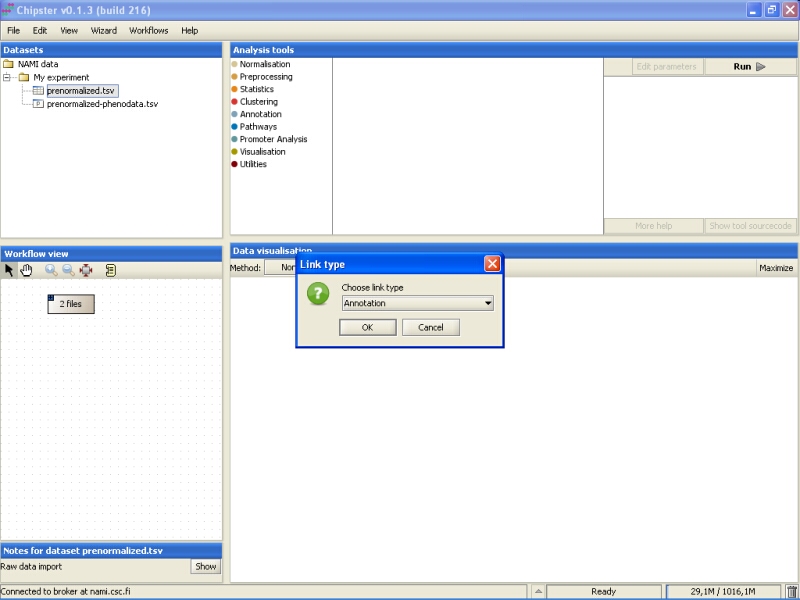 Chipster v0.1.3 (build 216)
File Edit View Wizard Workflows Help
Datasets
NAMI data
My experiment
prenormalized.tsv
prenormalized-phenodata.tsv
Analysis tools
Normalisation
Preprocessing
Statistics
Clustering
Annotation
Pathways
Promoter Analysis
Visualisation
Utilities
Edit parameters
Run
More help
Show tool sourcecode
Workflow view
2 files
Notes for dataset prenormalized.tsv
Raw data import
Show
Data visualisation
Method:
Maximize
Link type
?
Choose link type
Annotation
OK
Cancel
Connected to broker at nami.csc.fi
Ready
29,1M / 1016,1M